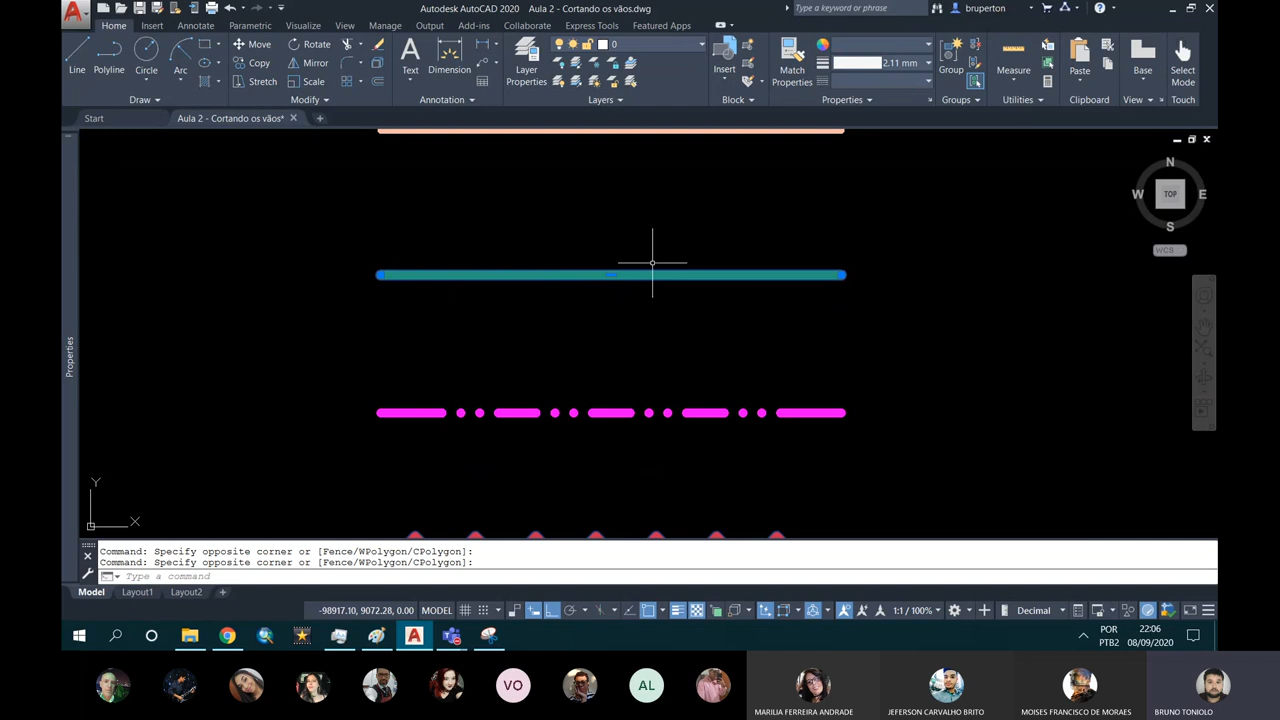 Autodesk AutoCAD 2020 Aula 2 - Cortando os vãos.dwg
Type a keyword or phrase
bruperton
Home Insert Annotate Parametric View Manage Output Add-ins Collaborate Express Tools Featured Apps
Line Polyline Circle Arc
Move Rotate
Copy Mirror
Stretch Scale
Text Dimension
Layer Properties
0
Insert
Match Properties
2.11 mm
Group
Measure
Paste
Base
Select Mode
Draw Modify Annotation Layers Block Properties Groups Utilities Clipboard View Touch
Start Aula 2 - Cortando os vãos*
N
W TOP E
S
WCS
Properties
Y
X
Command: Specify opposite corner or [Fence/WPolygon/CPolygon]:
Command: Specify opposite corner or [Fence/WPolygon/CPolygon]:
Type a command
Model Layout1 Layout2
-98917.10, 9072.28, 0.00 MODEL 1:1 / 100% Decimal
POR 22:06
PTB2 08/09/2020
VO AL
MARILIA FERREIRA ANDRADE JEFERSON CARVALHO BRITO MOISES FRANCISCO DE MORAES BRUNO TONIOLO